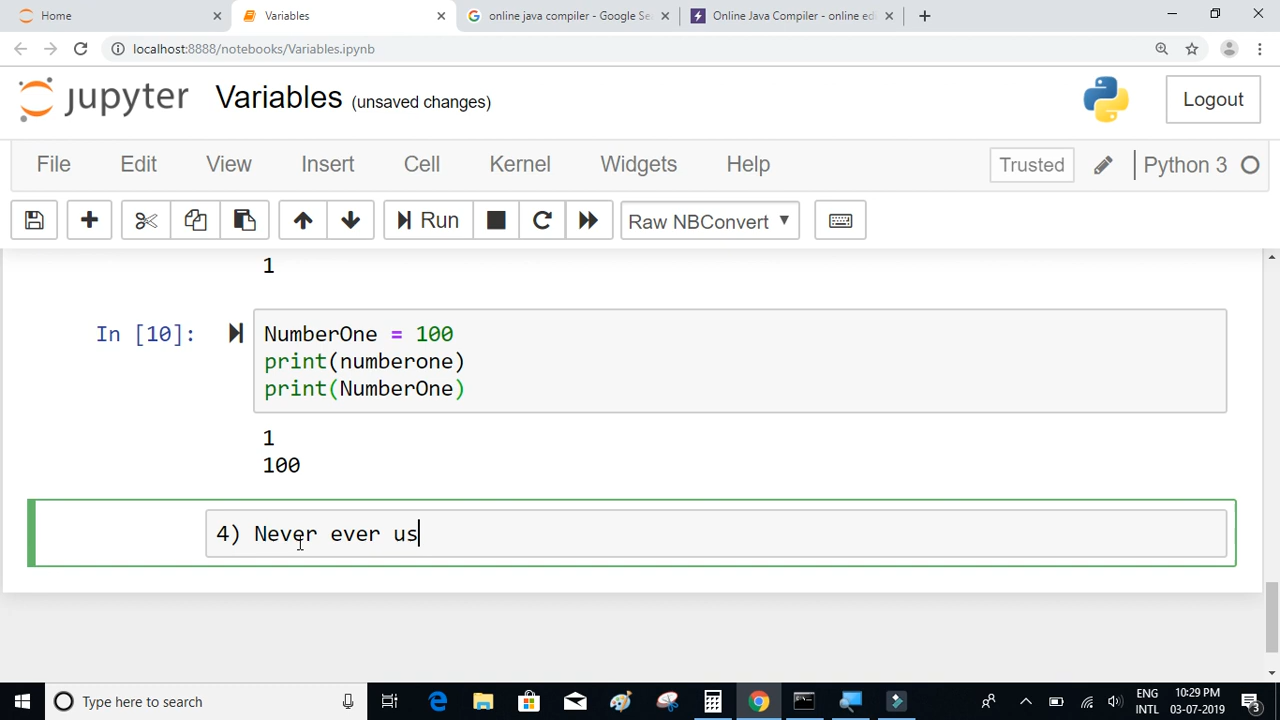 Home
Variables
online java compiler - Google Se
Online Java Compiler - online edi
localhost:8888/notebooks/Variables.ipynb
jupyter Variables (unsaved changes)
Logout
File Edit View Insert Cell Kernel Widgets Help
Trusted
Python 3
Run
Raw NBConvert
1
In [10]:
NumberOne = 100
print(numberone)
print(NumberOne)
1
100
4) Never ever us
Type here to search
ENG
INTL
10:29 PM
03-07-2019
3